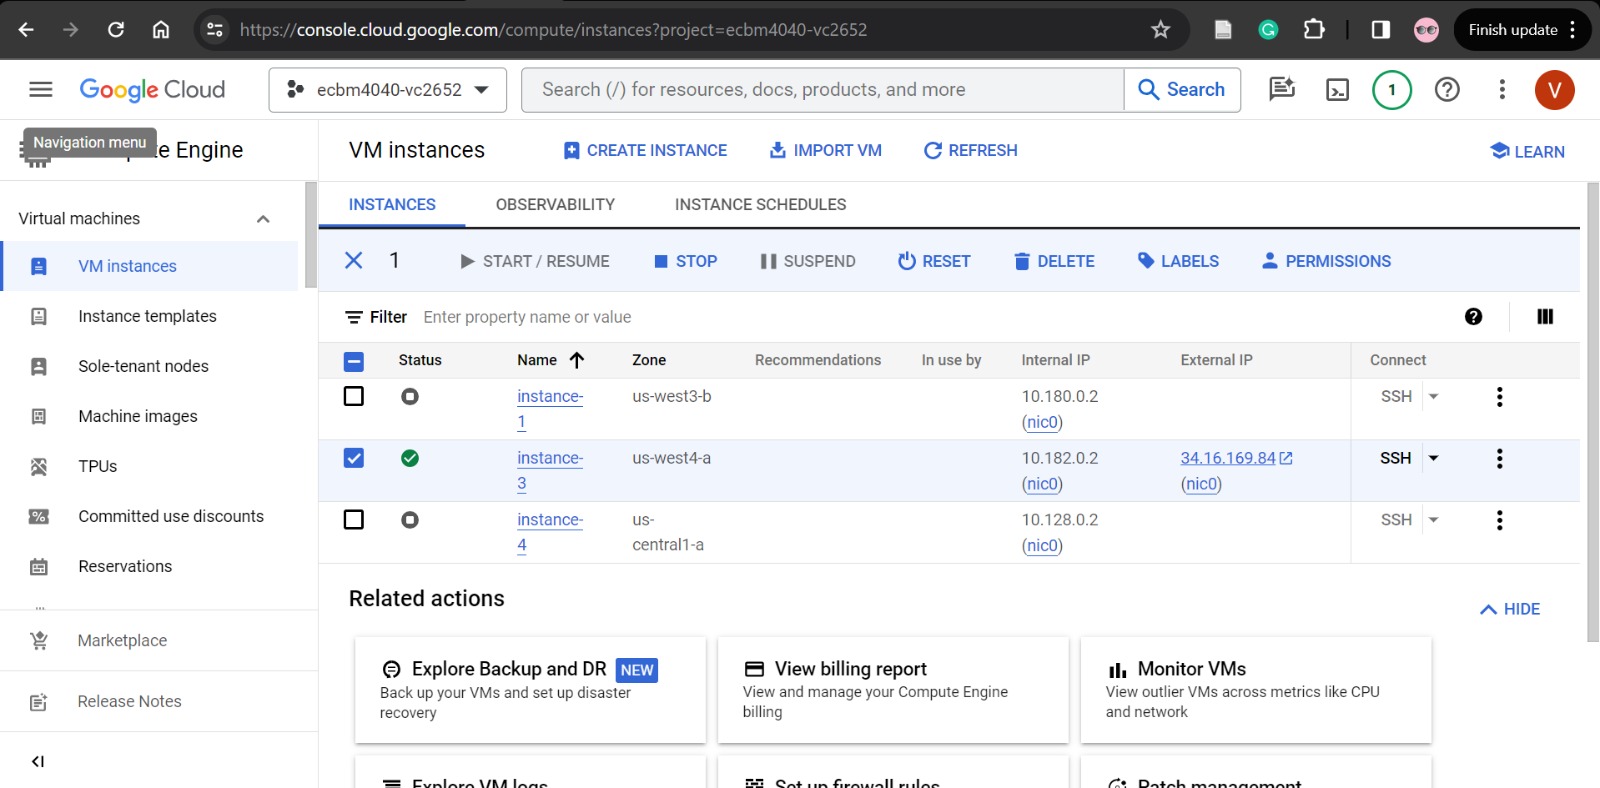 https://console.cloud.google.com/compute/instances?project=ecbm4040-vc2652
Finish update
Google Cloud
ecbm4040-vc2652
Search (/) for resources, docs, products, and more
Search
1
V
Navigation menu
e Engine
VM instances
CREATE INSTANCE
IMPORT VM
REFRESH
LEARN
Virtual machines
VM instances
Instance templates
Sole-tenant nodes
Machine images
TPUs
Committed use discounts
Reservations
Marketplace
Release Notes
INSTANCES
OBSERVABILITY
INSTANCE SCHEDULES
1
START / RESUME
STOP
SUSPEND
RESET
DELETE
LABELS
PERMISSIONS
Filter
Enter property name or value
Status
Name
Zone
Recommendations
In use by
Internal IP
External IP
Connect
instance-
1
us-west3-b
10.180.0.2
(nic0)
SSH
instance-
3
us-west4-a
10.182.0.2
(nic0)
34.16.169.84
(nic0)
SSH
instance-
4
us-
central1-a
10.128.0.2
(nic0)
SSH
Related actions
HIDE
Explore Backup and DR NEW
Back up your VMs and set up disaster
recovery
View billing report
View and manage your Compute Engine
billing
Monitor VMs
View outlier VMs across metrics like CPU
and network
Explore VM logs
Set up firewall rules
Patch management